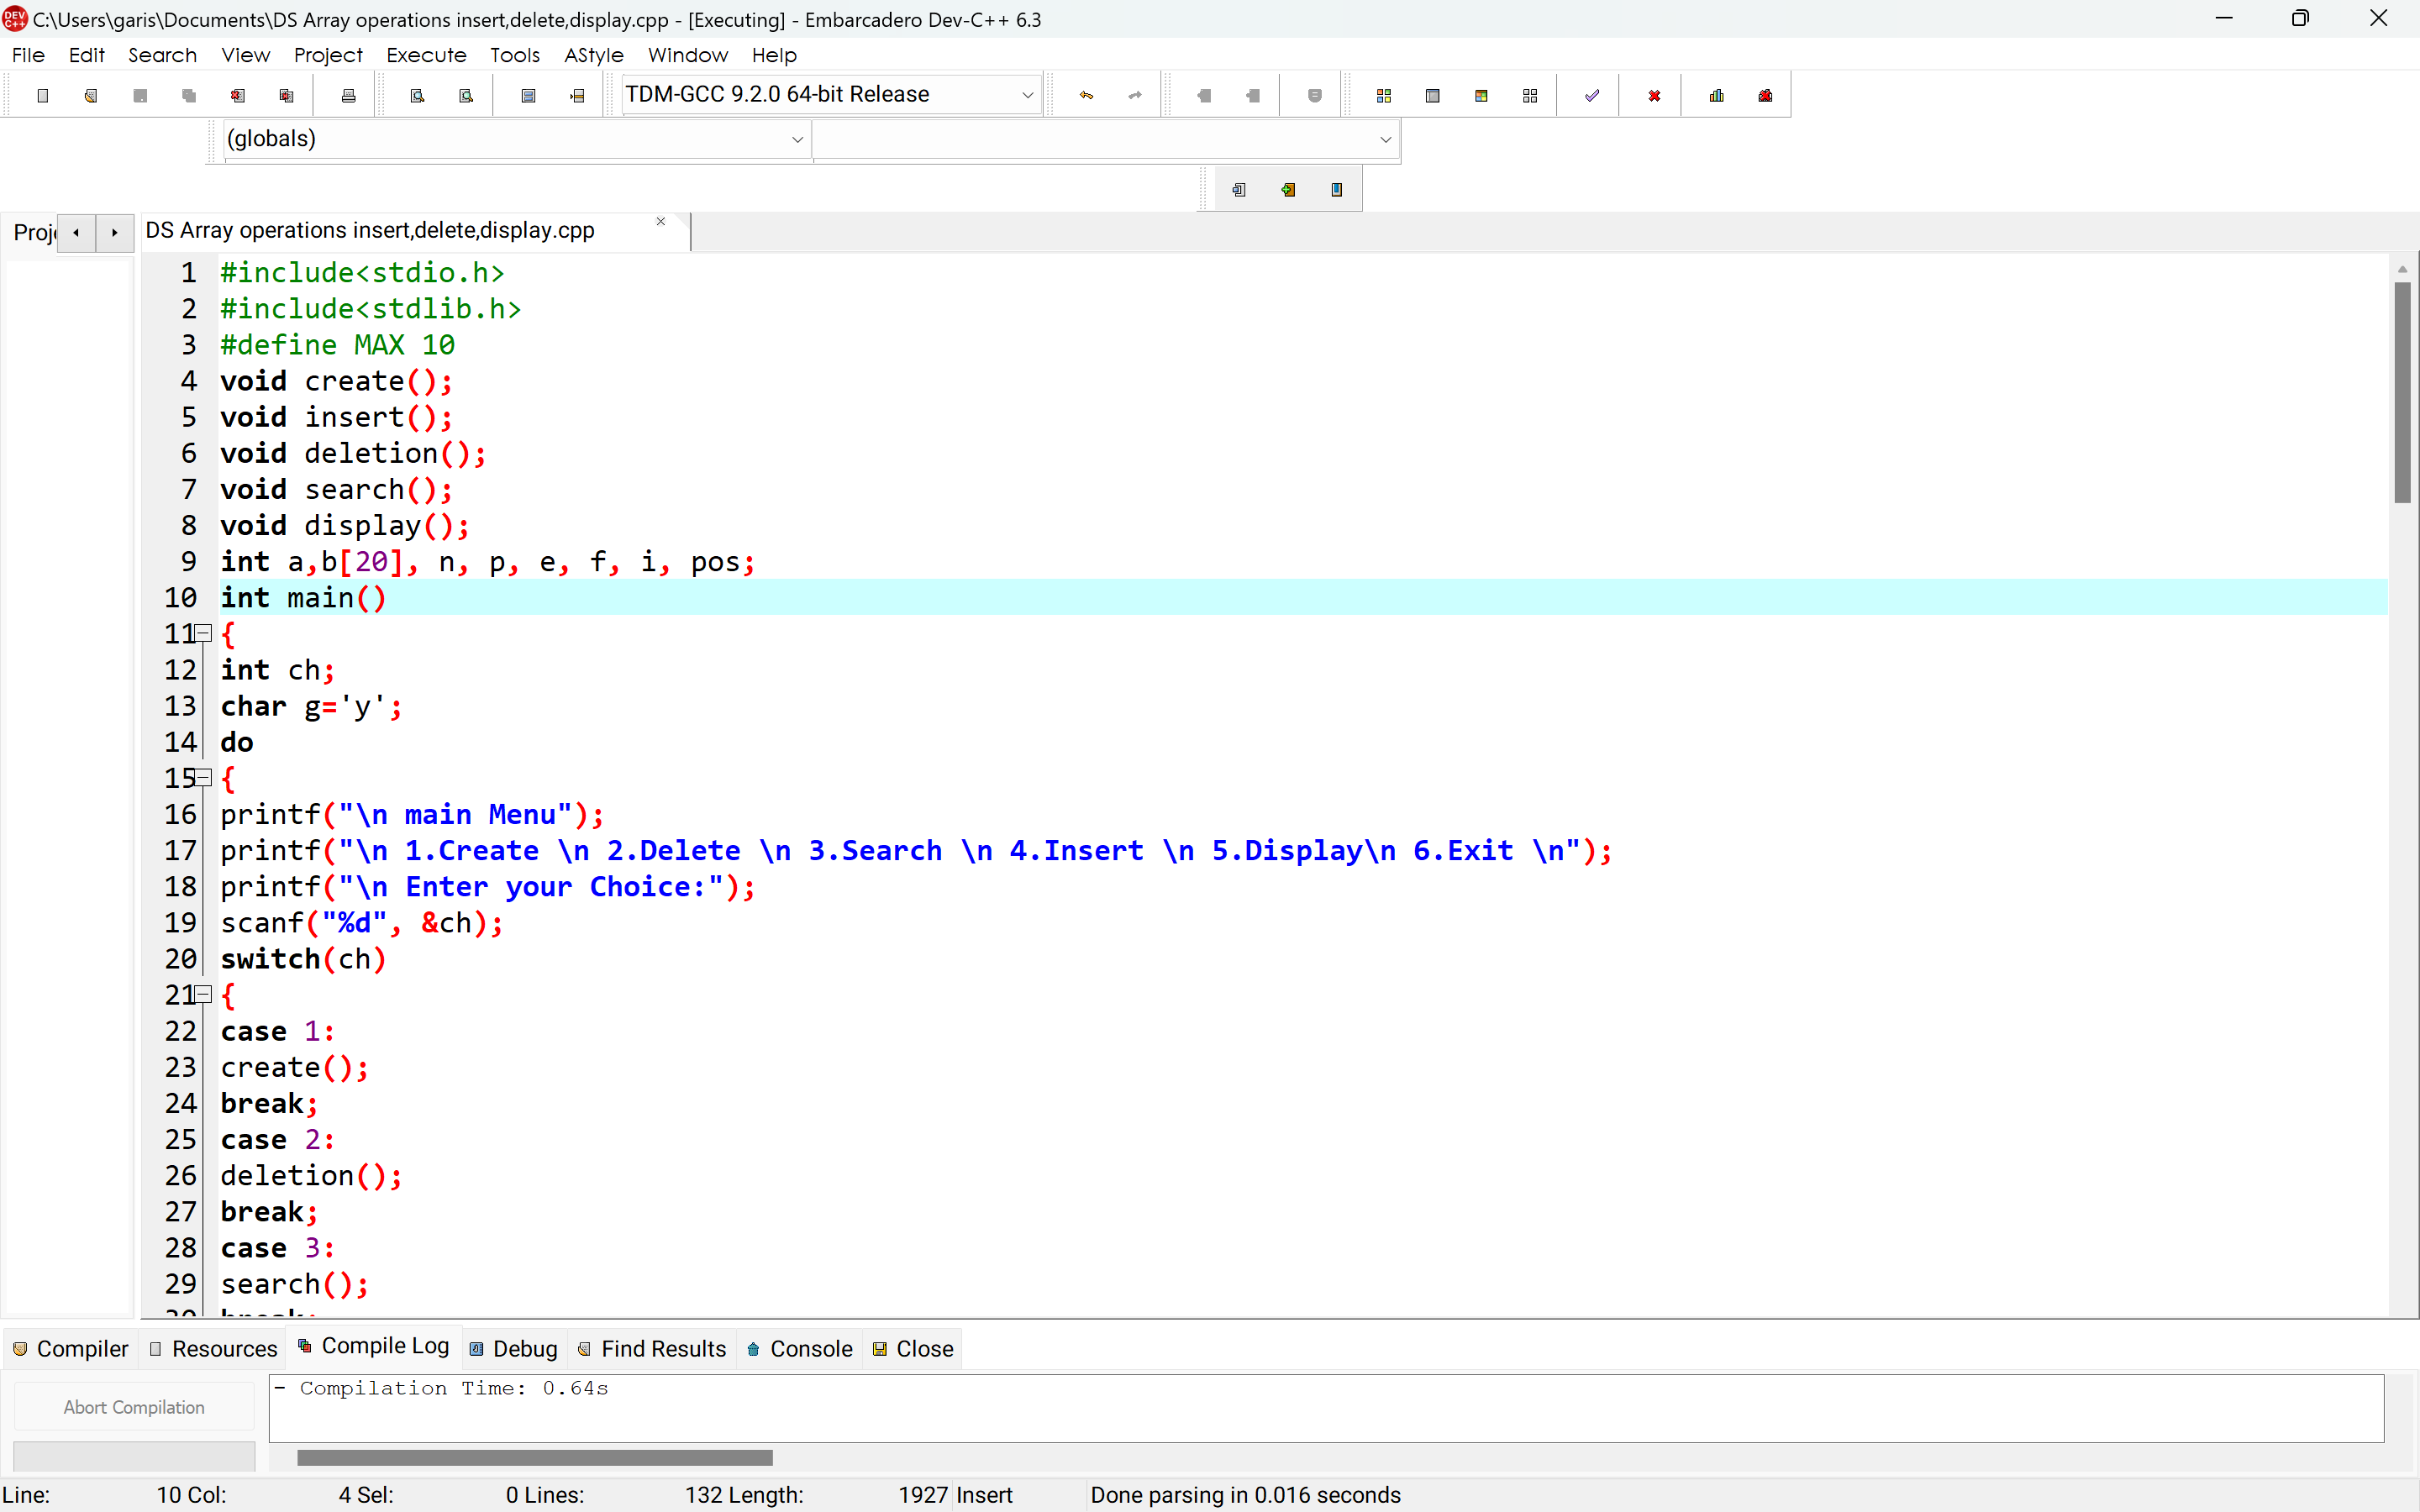 DEV C++ C:\Users\garis\Documents\DS Array operations insert,delete,display.cpp - [Executing] - Embarcadero Dev-C++ 6.3
File Edit Search View Project Execute Tools AStyle Window Help
TDM-GCC 9.2.0 64-bit Release
(globals)
Proj DS Array operations insert,delete,display.cpp
1 #include<stdio.h>
2 #include<stdlib.h>
3 #define MAX 10
4 void create();
5 void insert();
6 void deletion();
7 void search();
8 void display();
9 int a,b[20], n, p, e, f, i, pos;
10 int main()
11 {
12 int ch;
13 char g='y';
14 do
15 {
16 printf("\n main Menu");
17 printf("\n 1.Create \n 2.Delete \n 3.Search \n 4.Insert \n 5.Display\n 6.Exit \n");
18 printf("\n Enter your Choice:");
19 scanf("%d", &ch);
20 switch(ch)
21 {
22 case 1:
23 create();
24 break;
25 case 2:
26 deletion();
27 break;
28 case 3:
29 search();
30 break;
Compiler Resources Compile Log Debug Find Results Console Close
Abort Compilation
- Compilation Time: 0.64s
Line: 10 Col: 4 Sel: 0 Lines: 132 Length: 1927 Insert Done parsing in 0.016 seconds